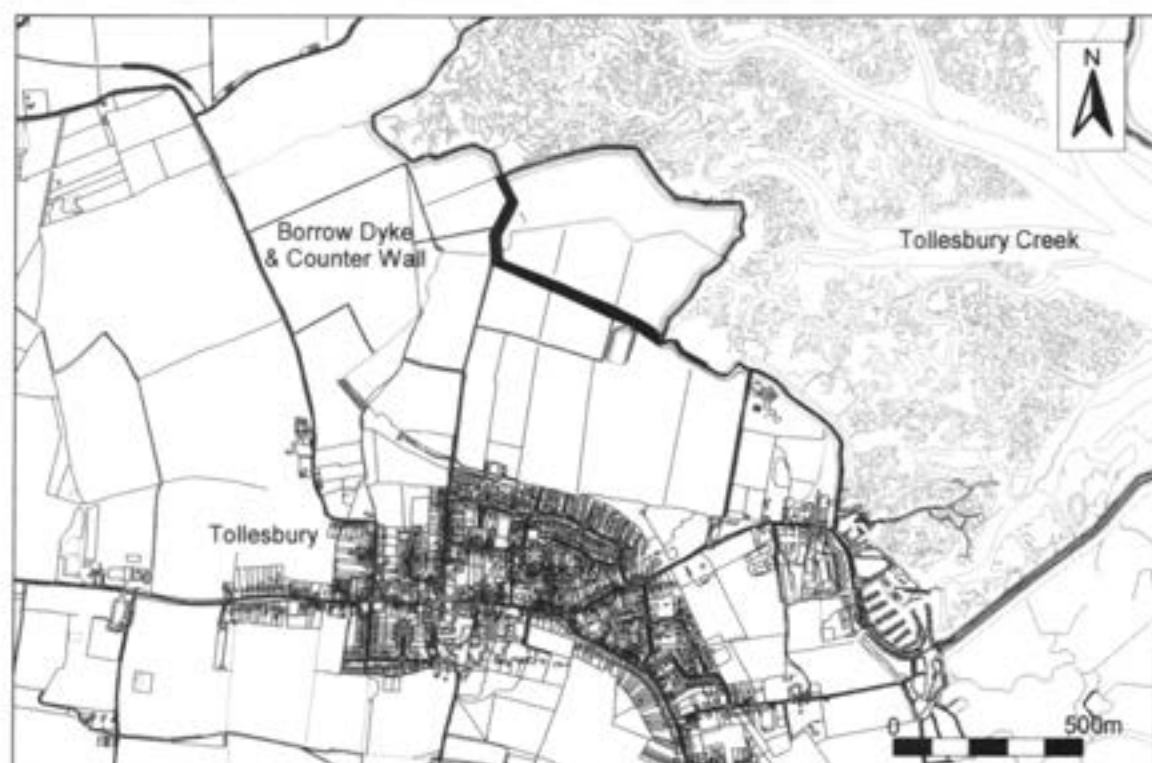 N
Borrow Dyke
& Counter Wall
Tollesbury Creek
Tollesbury
0
500m